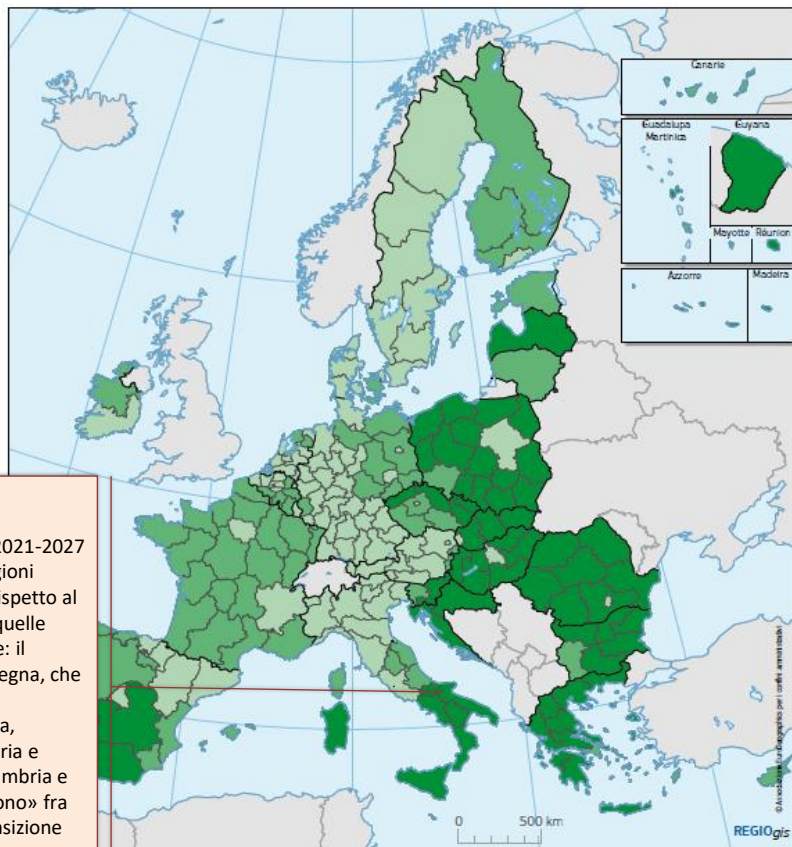 Canarie
Guadalupa
Martinica
Guyana
Mayotte
Réunion
Azzorre
Madeira
2021-2027
gioni
ispetto al
quelle
e: il
egna, che
a,
ria e
mbria e
ono» fra
sizione
0 500 km
REGIOgis